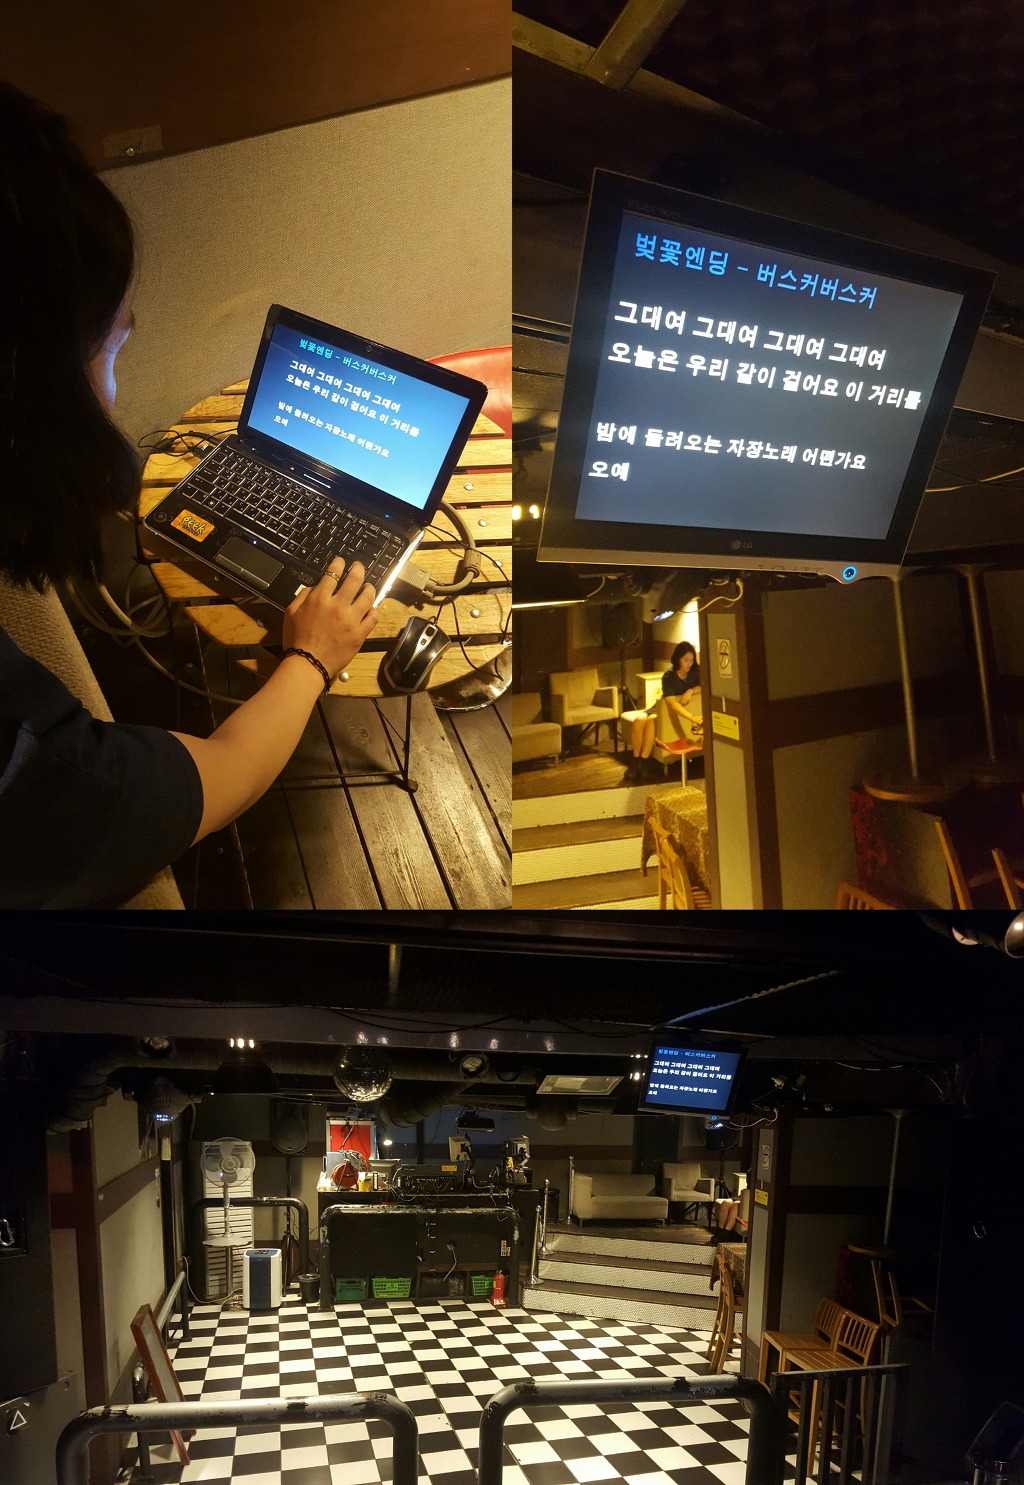 벚꽃엔딩 - 버스커버스커
그대여 그대여 그대여 그대여
오늘은 우리 같이 걸어요 이 거리를
밤에 들려오는 자장노래 어떤가요
오예
PEEK
벚꽃엔딩 - 버스커버스커
그대여 그대여 그대여 그대여
오늘은 우리 같이 걸어요 이 거리를
밤에 들려오는 자장노래 어떤가요
오예
LG
벚꽃엔딩 - 버스커버스커
그대여 그대여 그대여 그대여
오늘은 우리 같이 걸어요 이 거리를
밤에 들려오는 자장노래 어떤가요
오예